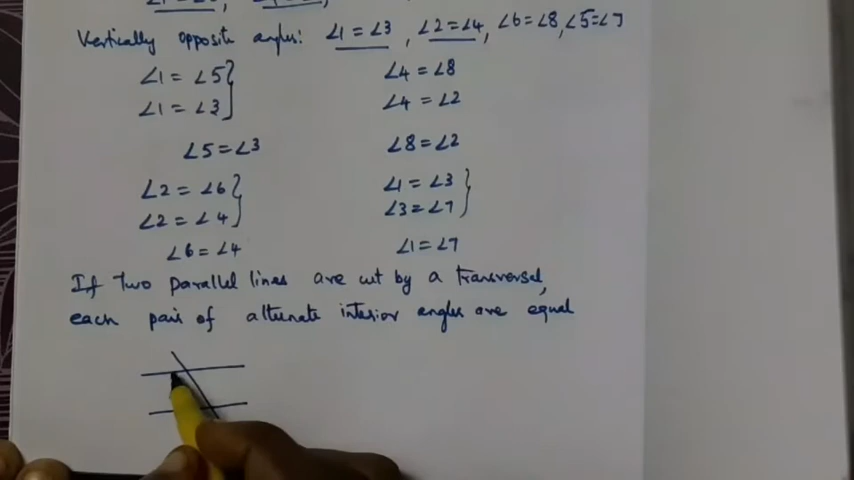 Vertically opposite angles: ∠1 = ∠3, ∠2 = ∠4, ∠6 = ∠8, ∠5 = ∠7
∠1 = ∠5 ∠4 = ∠8
∠1 = ∠3 ∠4 = ∠2
∠5 = ∠3 ∠8 = ∠2
∠2 = ∠6 ∠1 = ∠3
∠2 = ∠4 ∠3 = ∠7
∠6 = ∠4 ∠1 = ∠7
If two parallel lines are cut by a transversal,
each pair of alternate interior angles are equal